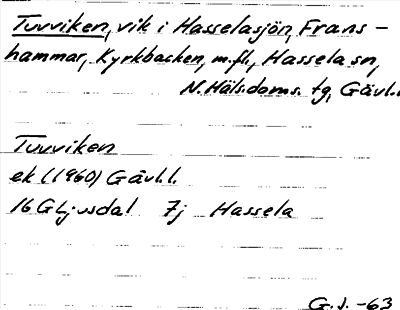 Tuvviken, vik i Hasselasjön, Frans-
hammar, Kyrkbacken, m.fl., Hassela sn,
N. Häls. doms. tg, Gävl.l.
Tuvviken
ek (1960) Gävl.l.
16G Ljusdal 7j Hassela
G.J. -63